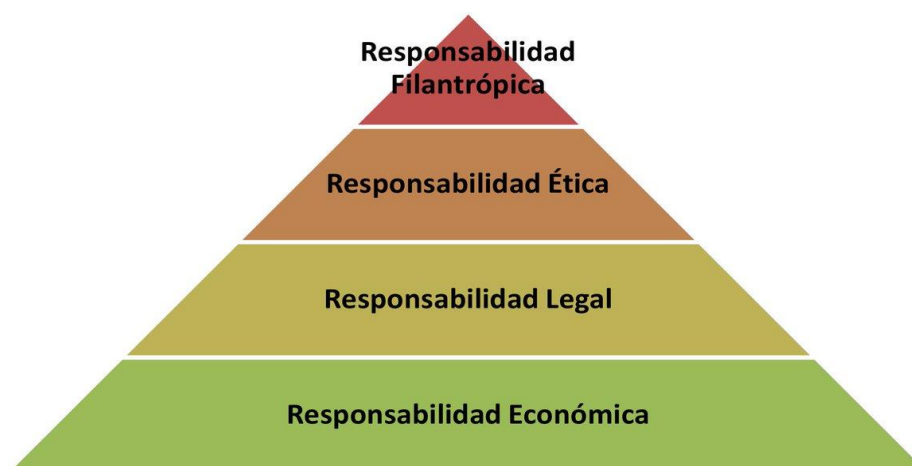 Responsabilidad
Filantrópica
Responsabilidad Ética
Responsabilidad Legal
Responsabilidad Económica